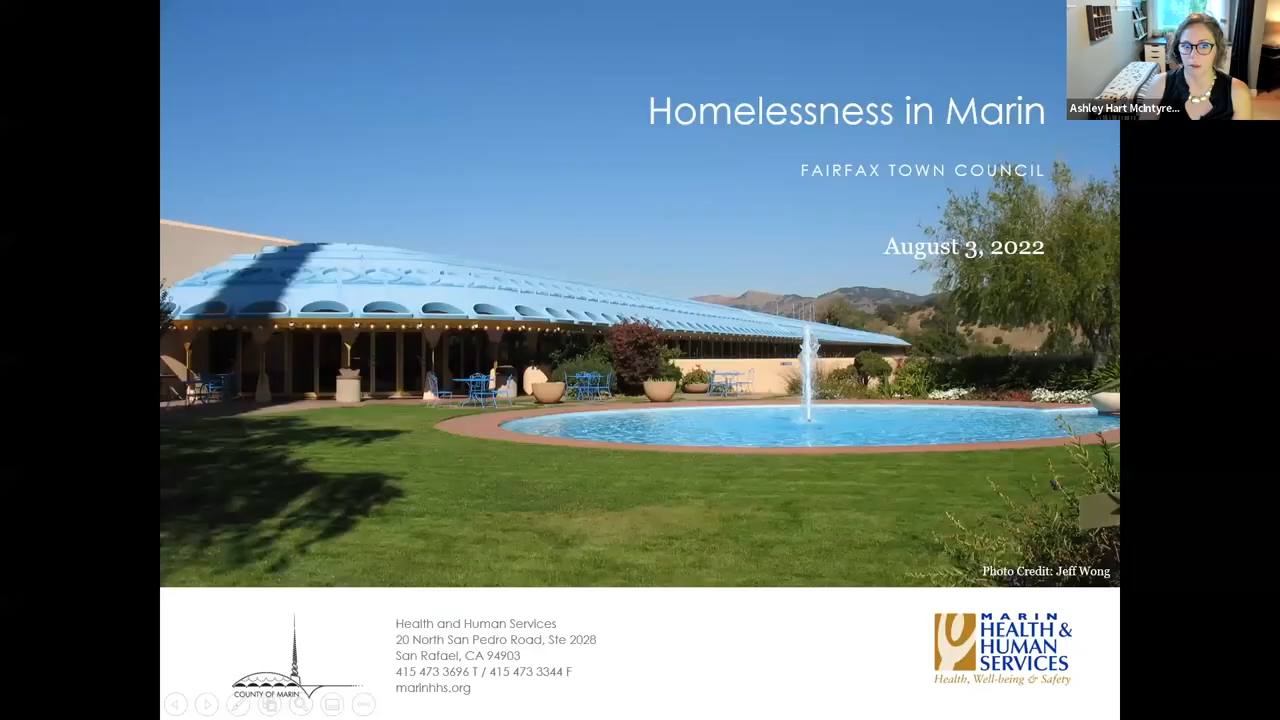 Homelessness in Marin
FAIRFAX TOWN COUNCIL
August 3, 2022
Ashley Hart McIntyre...
Photo Credit: Jeff Wong
COUNTY OF MARIN
Health and Human Services
20 North San Pedro Road, Ste 2028
San Rafael, CA 94903
415 473 3696 T / 415 473 3344 F
marinhhs.org
MARIN
HEALTH &
HUMAN
SERVICES
Health, Well-being & Safety